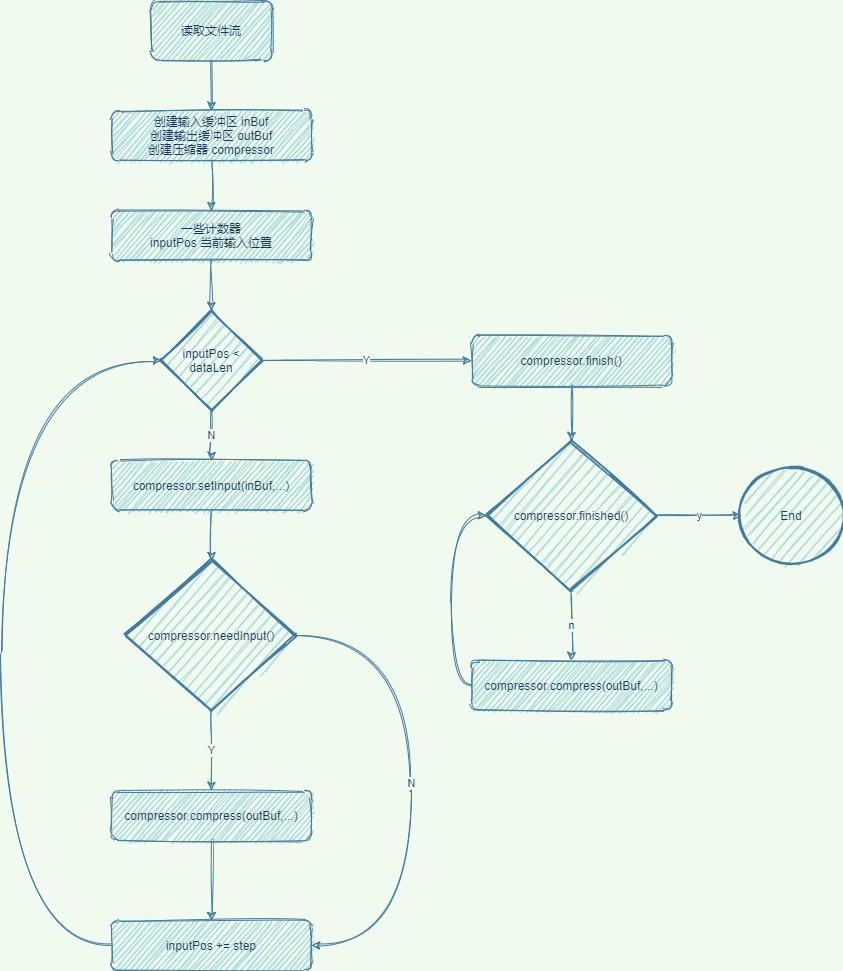 读取文件流
创建输入缓冲区 inBuf
创建输出缓冲区 outBuf
创建压缩器 compressor
一些计数器
inputPos 当前输入位置
inputPos <
dataLen
Y
compressor.finish()
N
compressor.setInput(inBuf,...)
compressor.finished()
y
End
n
compressor.needInput()
compressor.compress(outBuf,...)
Y
N
compressor.compress(outBuf,...)
inputPos += step